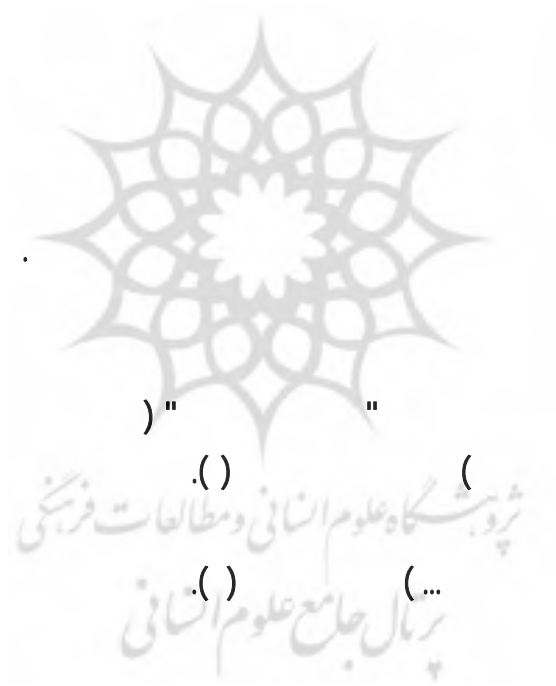 .
" " (
) ( ).
پژوهشگاه علوم انسانی و مطالعات فرهنگی
... ) ( ).
پرتال جامع علوم انسانی